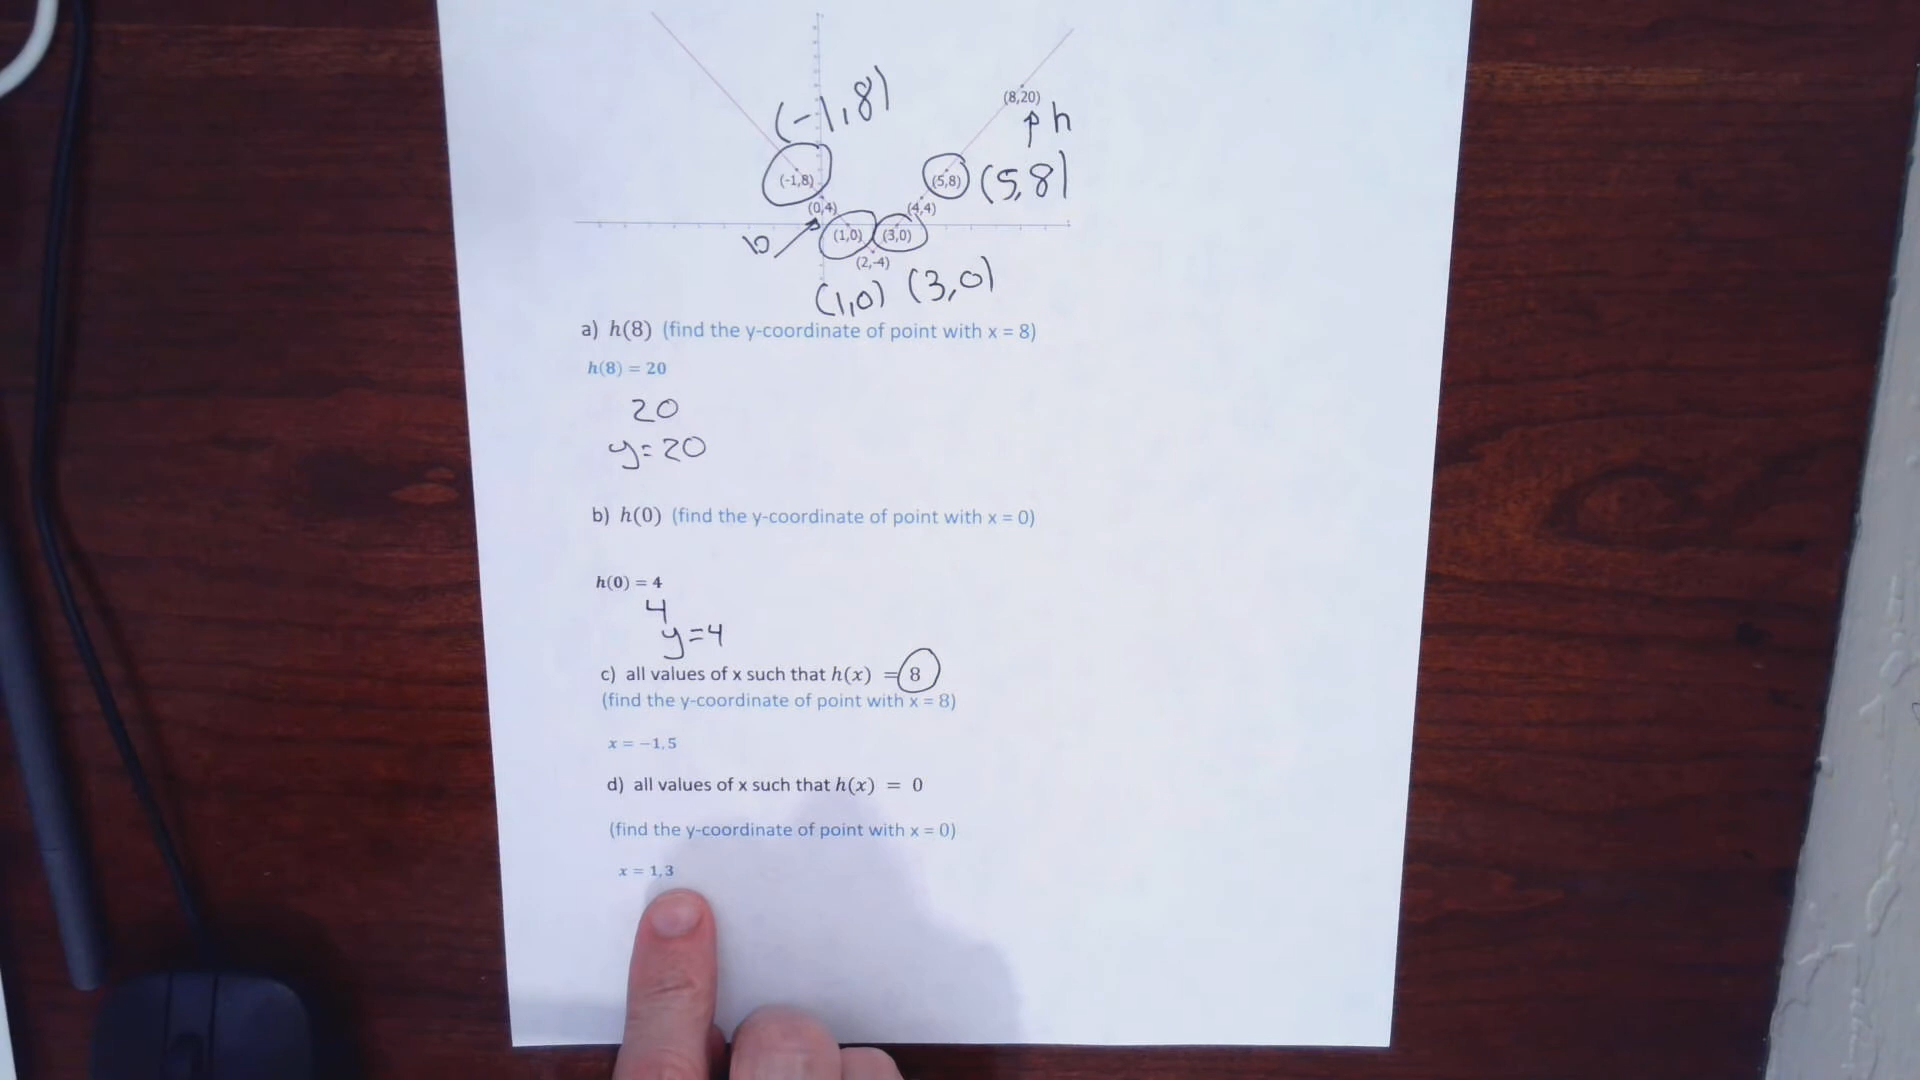 (-1,8)
(8,20)
h
(-1,8)
(5,8) (5,8)
(0,4)
(4,4)
b
(1,0) (3,0)
(2,-4)
(1,0) (3,0)
a) h(8) (find the y-coordinate of point with x = 8)
h(8) = 20
20
y=20
b) h(0) (find the y-coordinate of point with x = 0)
h(0) = 4
4
y=4
c) all values of x such that h(x) = 8
(find the y-coordinate of point with x = 8)
x = −1,5
d) all values of x such that h(x) = 0
(find the y-coordinate of point with x = 0)
x = 1,3